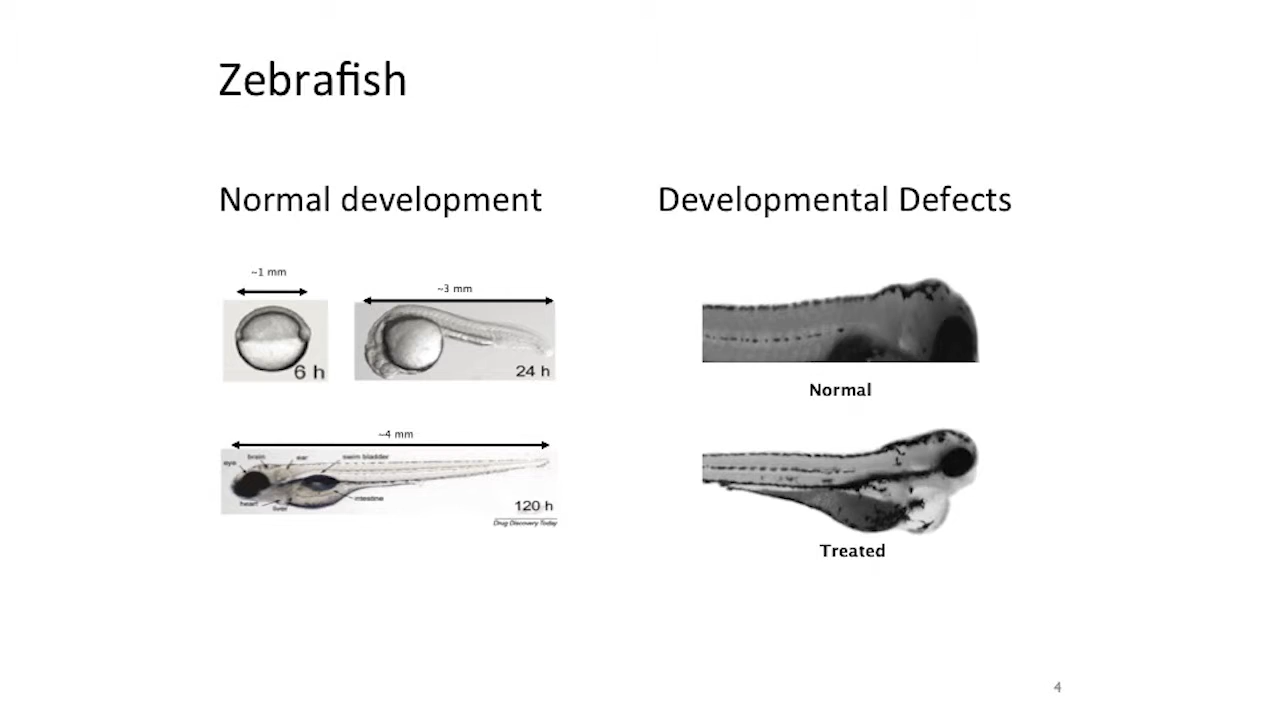 Zebrafish
Normal development
Developmental Defects
~1 mm
~3 mm
6 h
24 h
Normal
~4 mm
brain
ear
swim bladder
eye
heart
liver
intestine
120 h
Drug Discovery Today
Treated
4